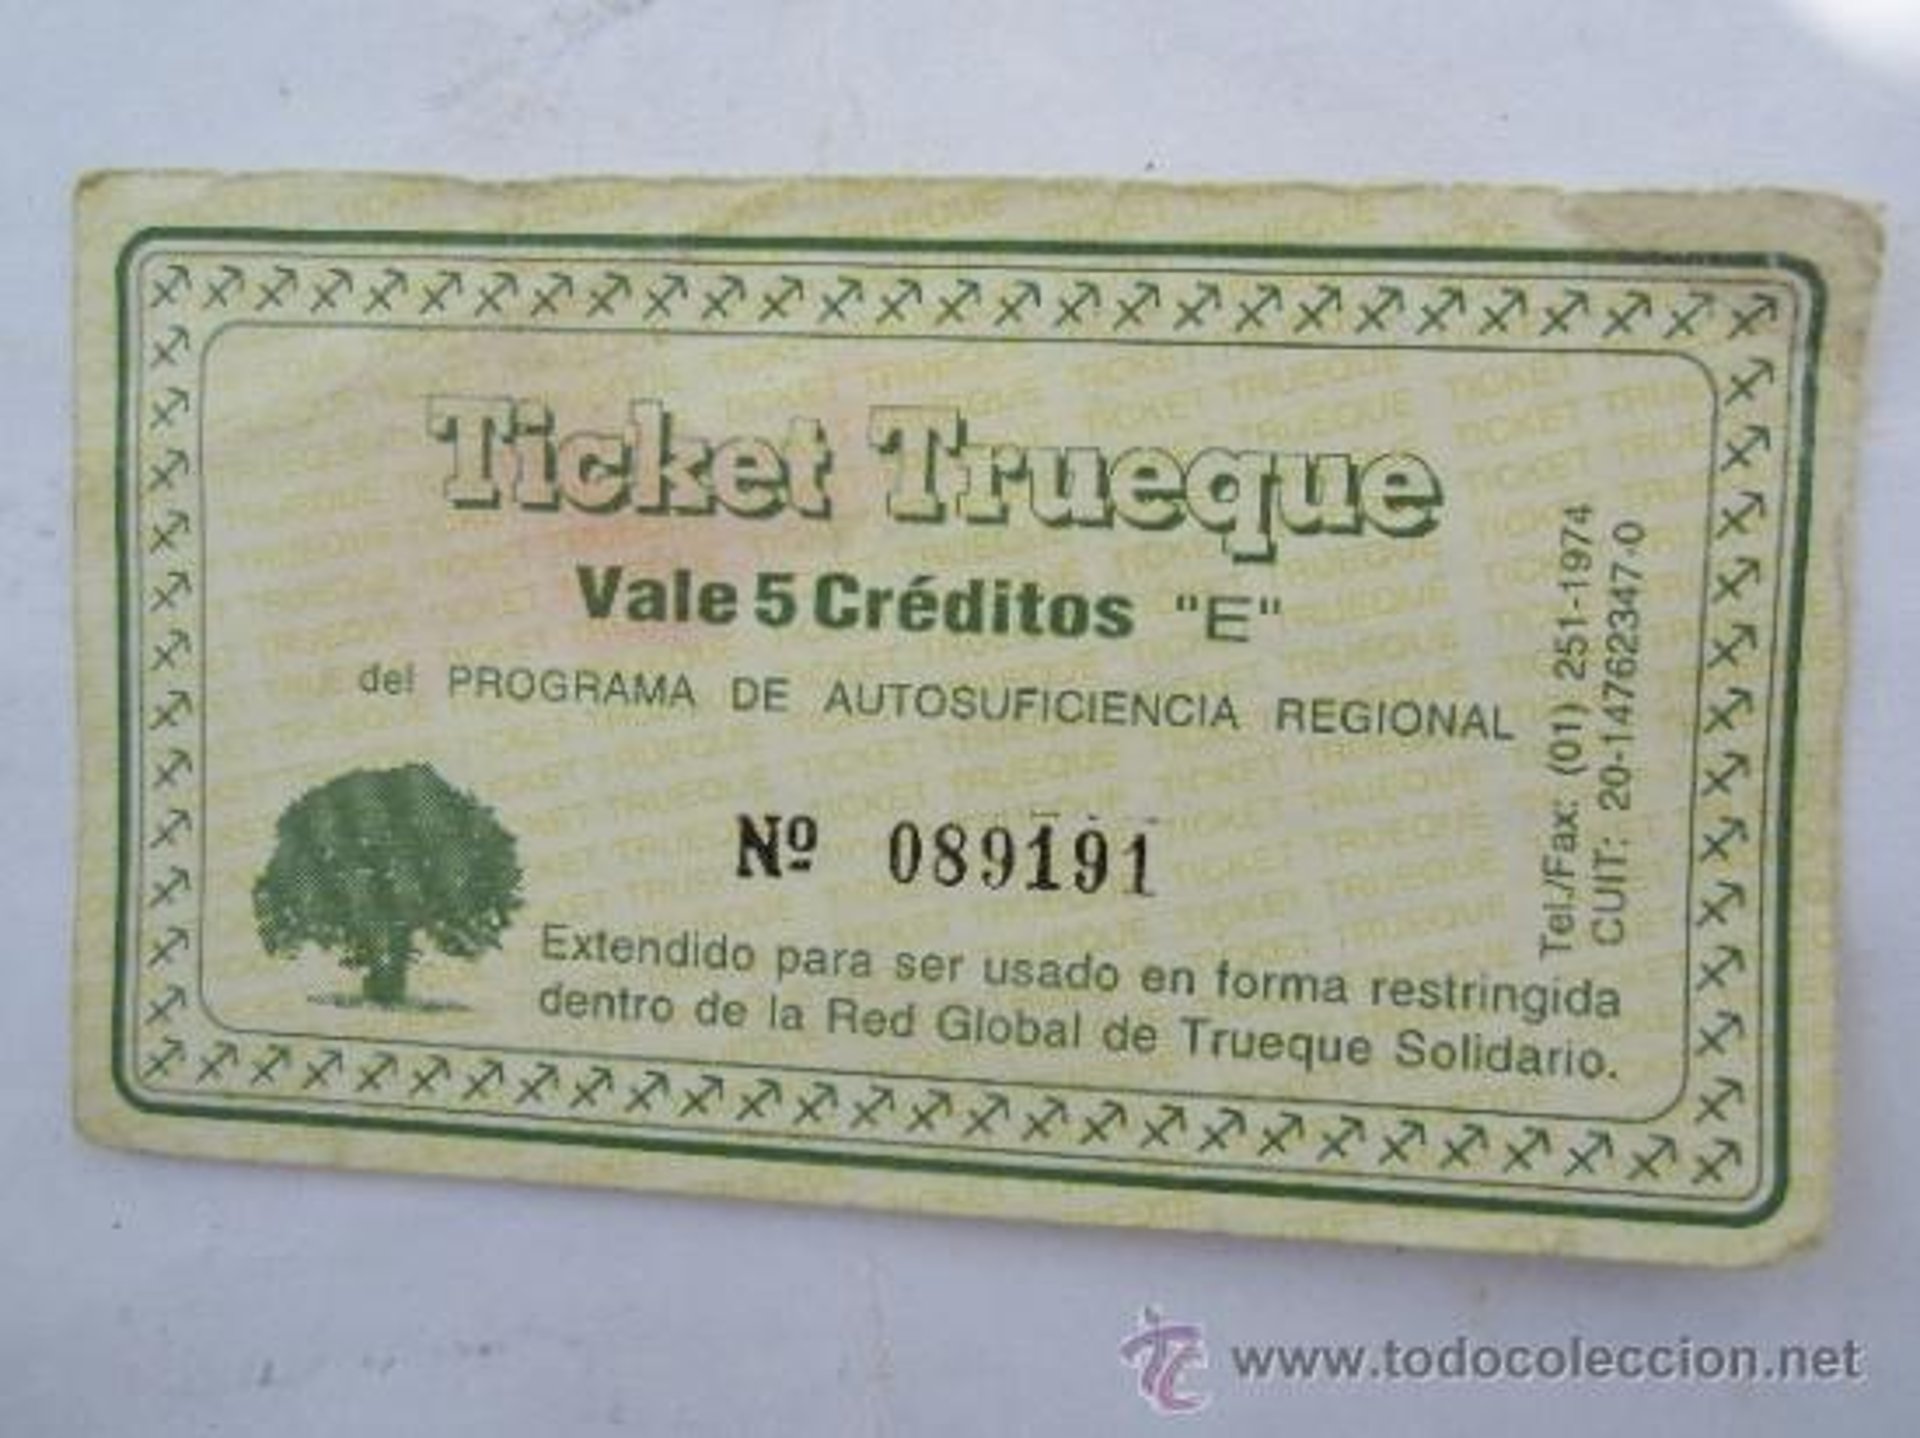 Ticket Trueque
Vale 5 Créditos "E"
del PROGRAMA DE AUTOSUFICIENCIA REGIONAL
Nº 089191
Extendido para ser usado en forma restringida
dentro de la Red Global de Trueque Solidario.
Tel./Fax: (01) 251-1974
CUIT: 20-14762347-0
www.todocoleccion.net